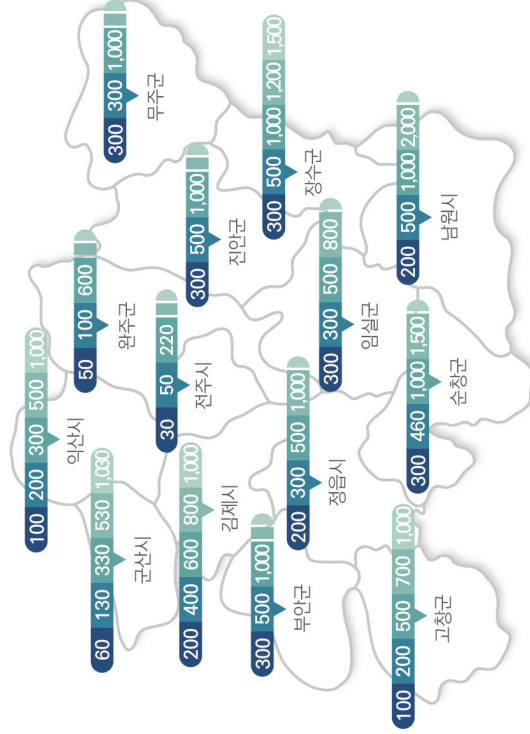 100 200 300 500 1,000
익산시
50 100 600
완주군
60 130 330 530 1,030
군산시
300 300 1,000
무주군
30 50 220
전주시
200 400 600 800 1,000
김제시
300 500 1,000
진안군
300 500 1,000
부안군
300 500 1,000 1,200 1,500
장수군
200 300 500 1,000
정읍시
300 300 500 800
임실군
100 200 500 700 1,000
고창군
200 500 1,000 2,000
남원시
300 460 1,000 1,500
순창군